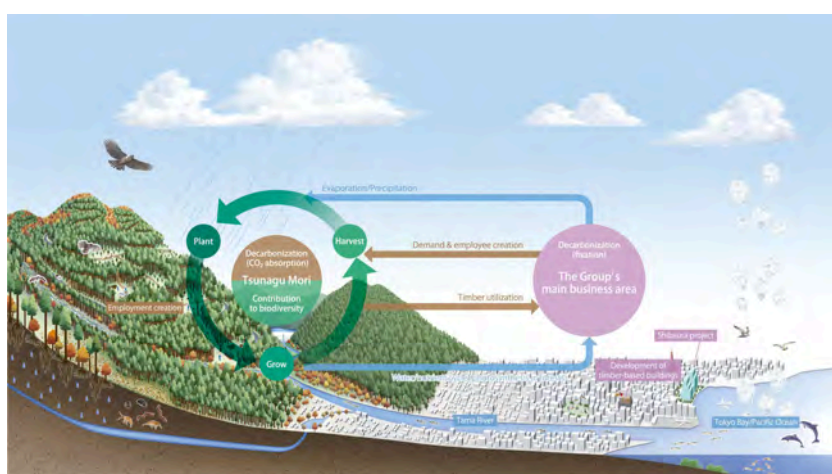 Evaporation/Precipitation
Plant
Harvest
Decarbonization
(CO₂ absorption)
Tsunagu Mori
Contribution
to biodiversity
Demand & employee creation
Decarbonization
(fixation)
The Group's
main business area
Employment creation
Timber utilization
Grow
Shibaura project
Development of
timber-based buildings
Tama River
Tokyo Bay/Pacific Ocean